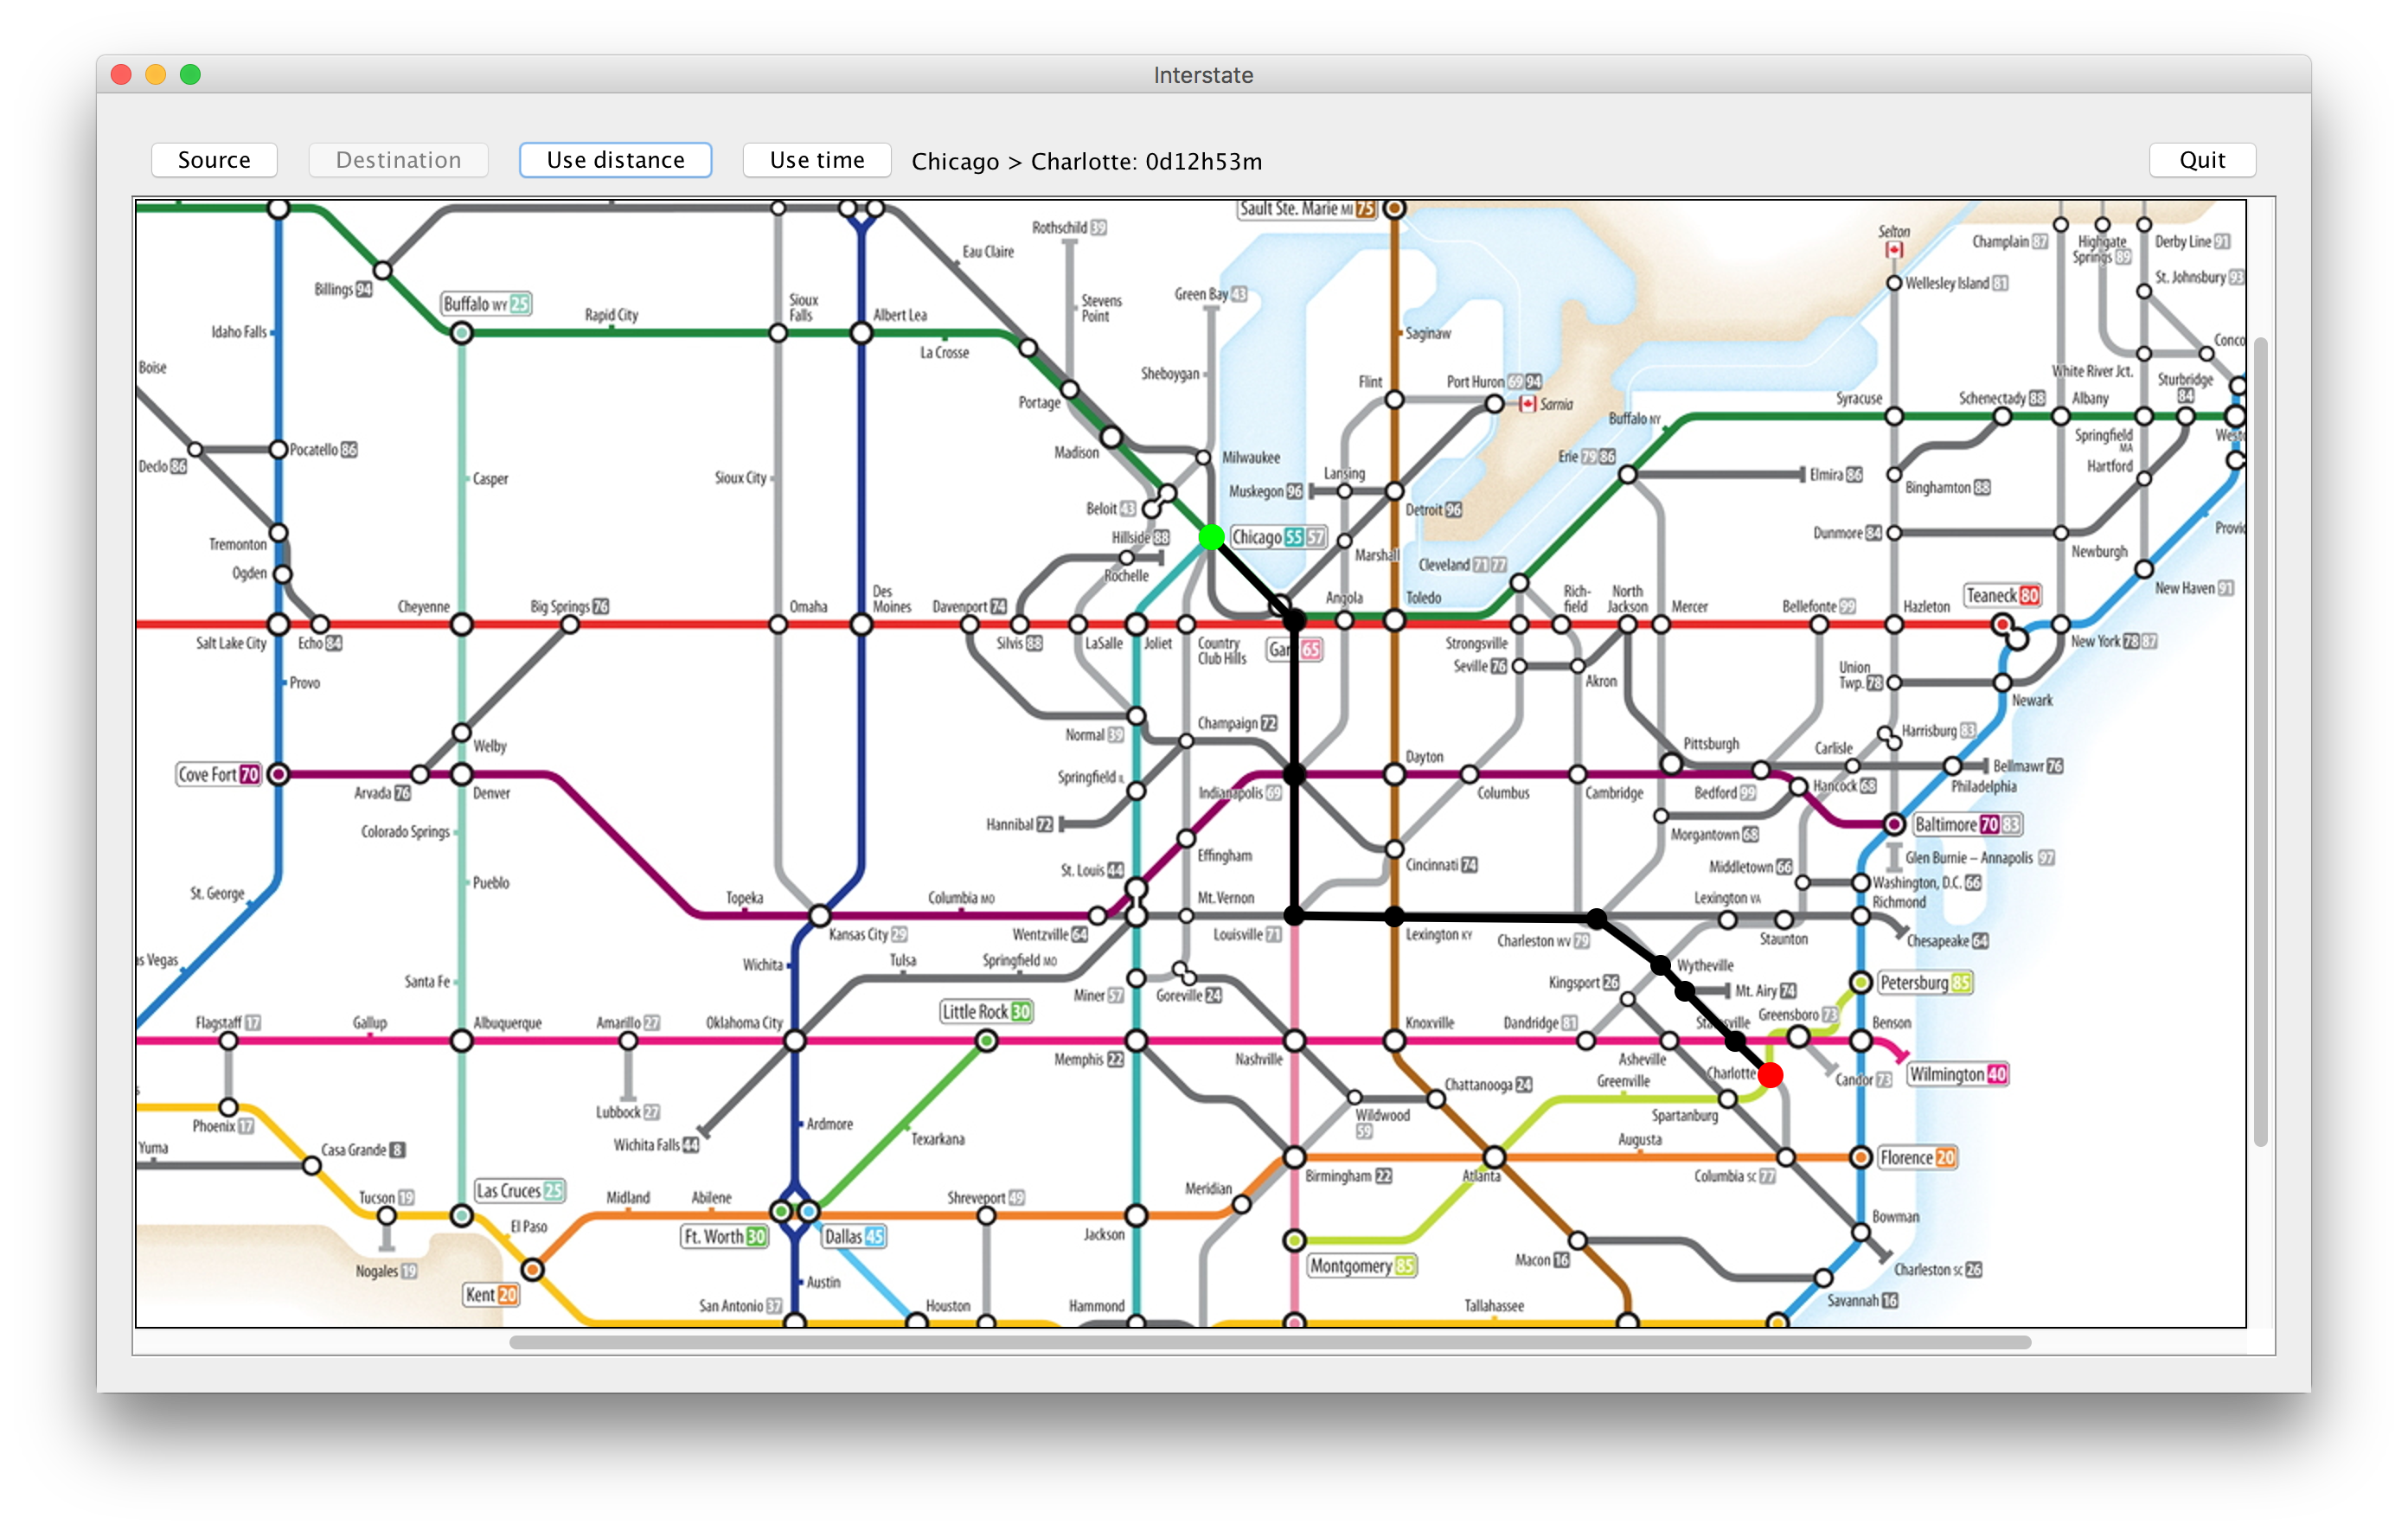 Interstate
Source
Destination
Use distance
Use time
Chicago > Charlotte: 0d12h53m
Quit
Sault Ste. Marie MI 75
Rothschild 39
Eau Claire
Selton
Champlain 87
Highgate
Springs 89
Derby Line 91
St. Johnsbury 93
Billings 94
Buffalo WY 25
Sioux
Falls
Stevens
Point
Green Bay 43
Wellesley Island 81
Idaho Falls
Rapid City
Albert Lea
La Crosse
Saginaw
Conco
Boise
Sheboygan
Flint
Port Huron 69 94
Sarnia
White River Jct.
Sturbridge
84
Portage
Buffalo NY
Syracuse
Schenectady 88
Albany
Springfield
MA
West
Declo 86
Pocatello 86
Casper
Sioux City
Madison
Milwaukee
Lansing
Muskegon 96
Erie 79 86
Elmira 86
Hartford
Binghamton 88
Beloit 43
Detroit 96
Provid
Tremonton
Hillside 88
Chicago 55 57
Marshall
Cleveland 71 77
Dunmore 84
Newburgh
Ogden
Rochelle
New Haven 91
Cheyenne
Big Springs 76
Omaha
Des
Moines
Davenport 74
Angola
Toledo
Rich-
field
North
Jackson
Mercer
Bellefonte 99
Hazleton
Teaneck 80
Salt Lake City
Echo 84
Silvis 88
LaSalle
Joliet
Country
Club Hills
Gar 65
Strongsville
Seville 76
Akron
New York 78 87
Union
Twp. 78
Newark
Provo
Normal 39
Champaign 72
Welby
Pittsburgh
Carlisle
Harrisburg 83
Cove Fort 70
Arvada 76
Denver
Springfield IL
Indianapolis 69
Dayton
Columbus
Cambridge
Bedford 99
Hancock 68
Bellmawr 76
Philadelphia
Colorado Springs
Hannibal 72
Morgantown 68
Baltimore 70 83
Effingham
Cincinnati 74
Middletown 66
Glen Burnie – Annapolis 97
St. George
Pueblo
St. Louis 44
Washington, D.C. 66
Topeka
Columbia MO
Mt. Vernon
Lexington VA
Richmond
Kansas City 29
Wentzville 64
Louisville 71
Lexington KY
Charleston WV 79
Staunton
Chesapeake 64
as Vegas
Wichita
Tulsa
Springfield MO
Wytheville
Santa Fe
Miner 57
Goreville 24
Kingsport 26
Mt. Airy 74
Petersburg 85
Flagstaff 17
Gallup
Albuquerque
Amarillo 27
Oklahoma City
Little Rock 30
Knoxville
Dandridge 81
Statesville
Greensboro 73
Benson
Memphis 22
Nashville
Asheville
Charlotte
Candor 73
Wilmington 40
Lubbock 27
Chattanooga 24
Greenville
Phoenix 17
Wichita Falls 44
Ardmore
Texarkana
Wildwood
59
Spartanburg
Yuma
Casa Grande 8
Augusta
Birmingham 22
Atlanta
Columbia SC 77
Florence 20
Tucson 19
Las Cruces 25
Midland
Abilene
Shreveport 49
Meridian
El Paso
Ft. Worth 30
Dallas 45
Jackson
Bowman
Nogales 19
Kent 20
Austin
Montgomery 85
Macon 16
Charleston SC 26
San Antonio 37
Houston
Hammond
Tallahassee
Savannah 16